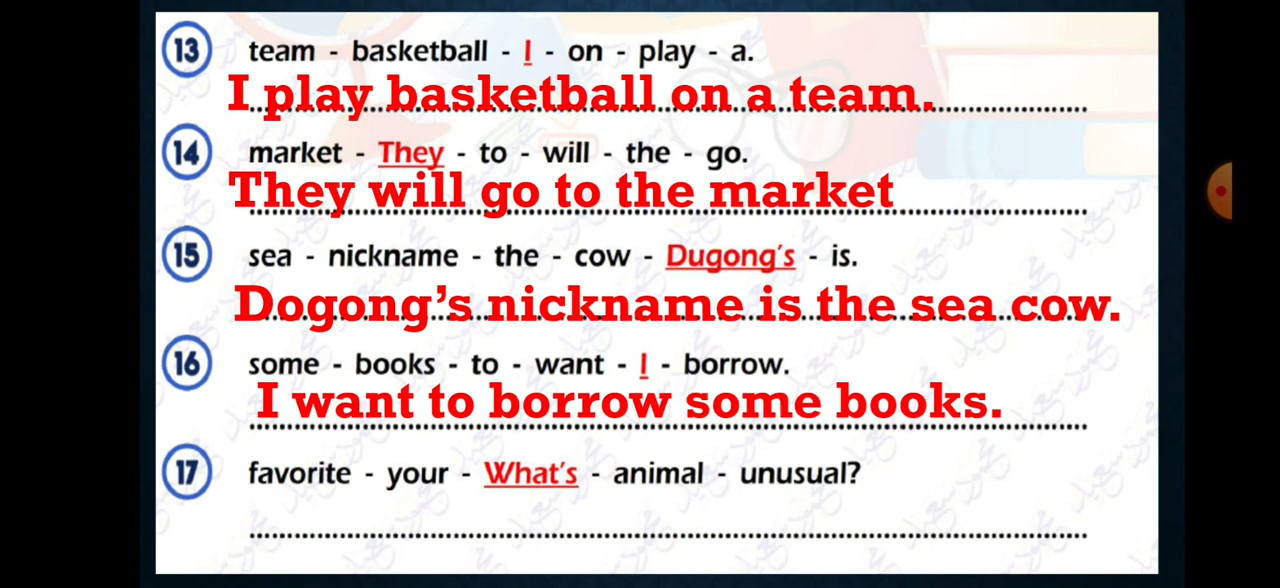 13 team - basketball - I - on - play - a.
I play basketball on a team.
14 market - They - to - will - the - go.
They will go to the market
15 sea - nickname - the - cow - Dugong's - is.
Dogong's nickname is the sea cow.
16 some - books - to - want - I - borrow.
I want to borrow some books.
17 favorite - your - What's - animal - unusual?